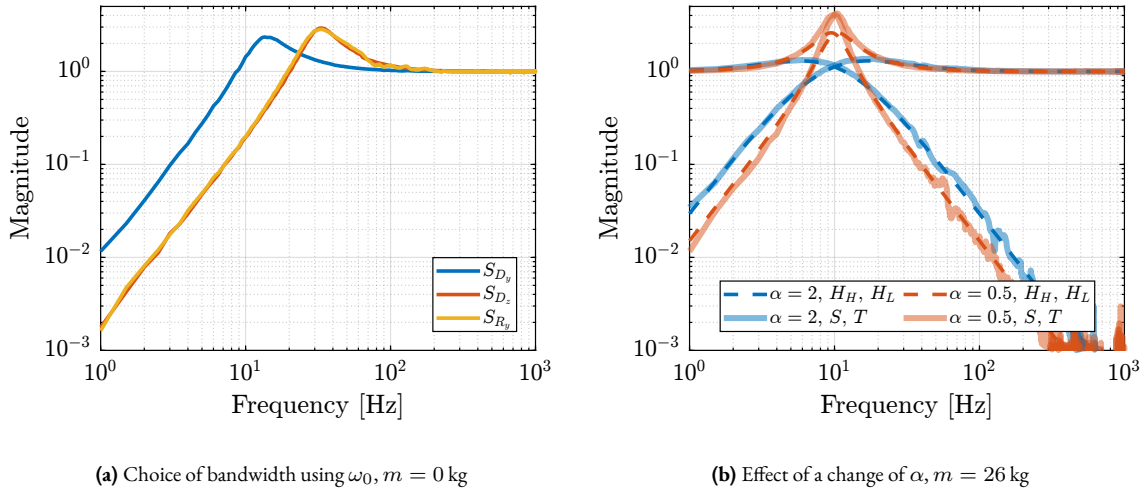 Magnitude
10^0
10^{-1}
10^{-2}
10^{-3}
S_{D_y}
S_{D_z}
S_{R_y}
10^0 10^1 10^2 10^3
Frequency [Hz]
(a) Choice of bandwidth using ω_0, m = 0 kg
Magnitude
10^0
10^{-1}
10^{-2}
10^{-3}
α = 2, H_H, H_L
α = 2, S, T
α = 0.5, H_H, H_L
α = 0.5, S, T
10^0 10^1 10^2 10^3
Frequency [Hz]
(b) Effect of a change of α, m = 26 kg